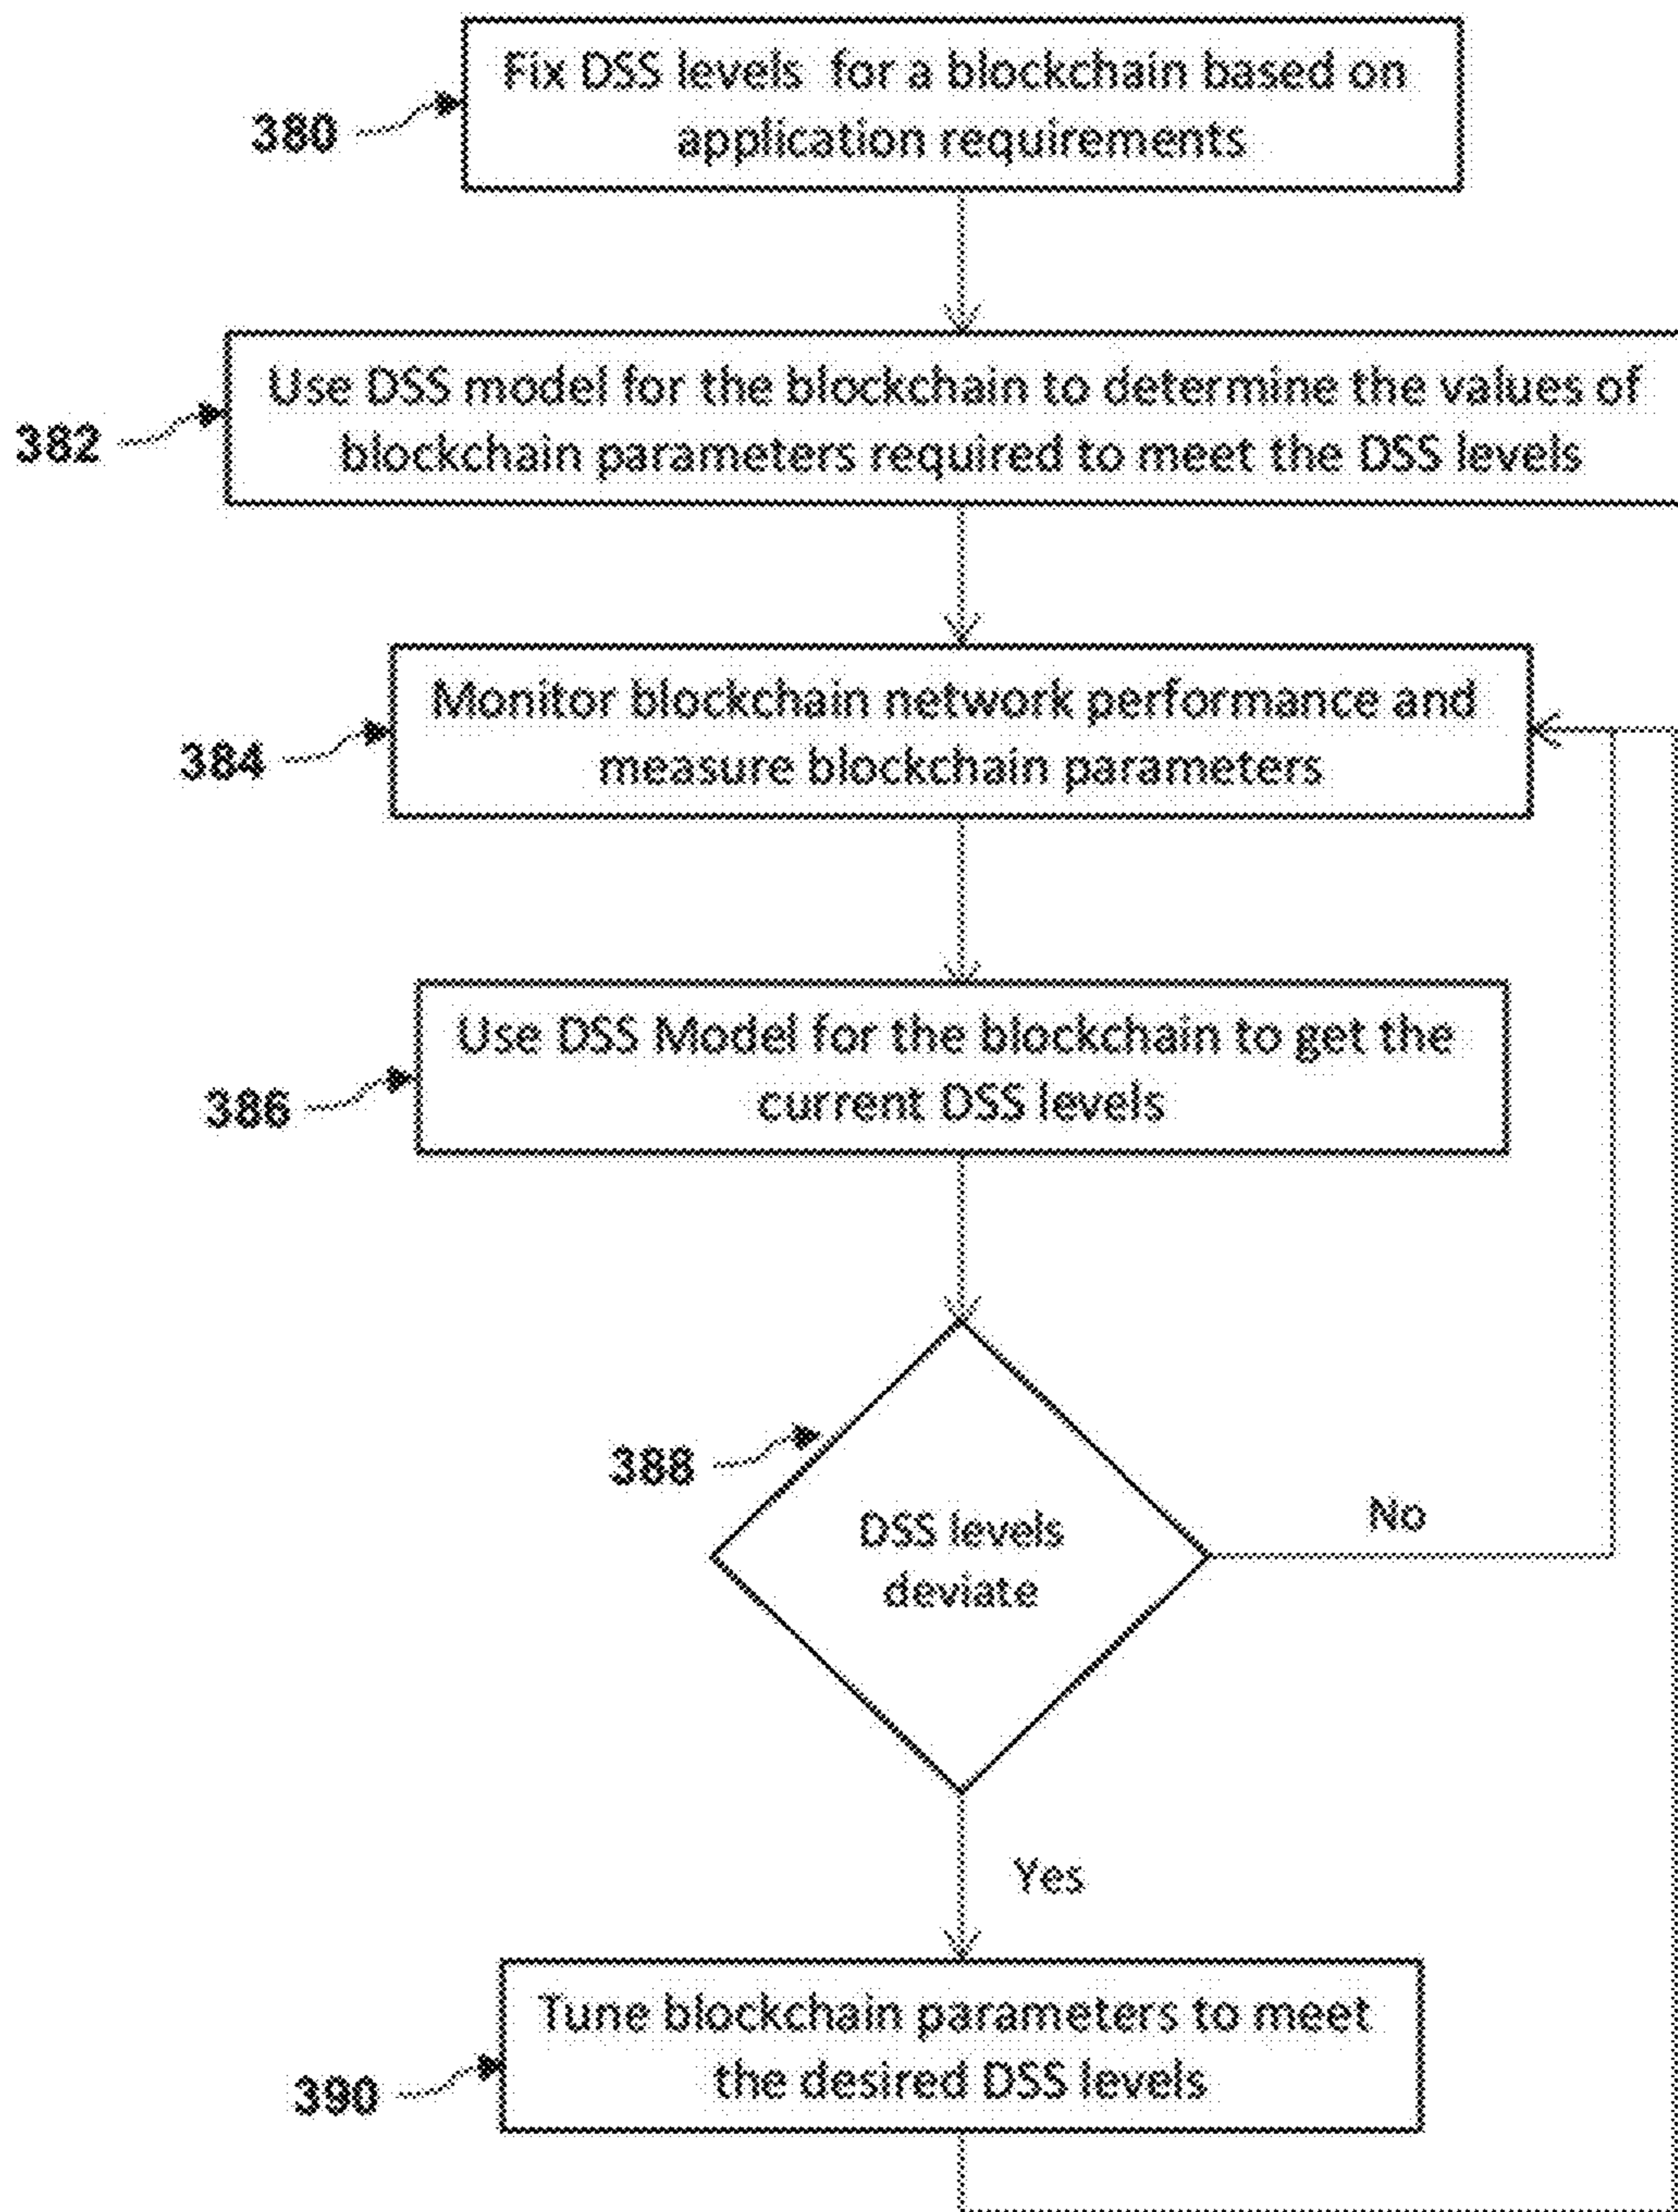 Fix DSS levels for a blockchain based on
application requirements
380
Use DSS model for the blockchain to determine the values of
blockchain parameters required to meet the DSS levels
382
Monitor blockchain network performance and
measure blockchain parameters
384
Use DSS Model for the blockchain to get the
current DSS levels
386
388
DSS levels
deviate
No
Yes
Tune blockchain parameters to meet
the desired DSS levels
390